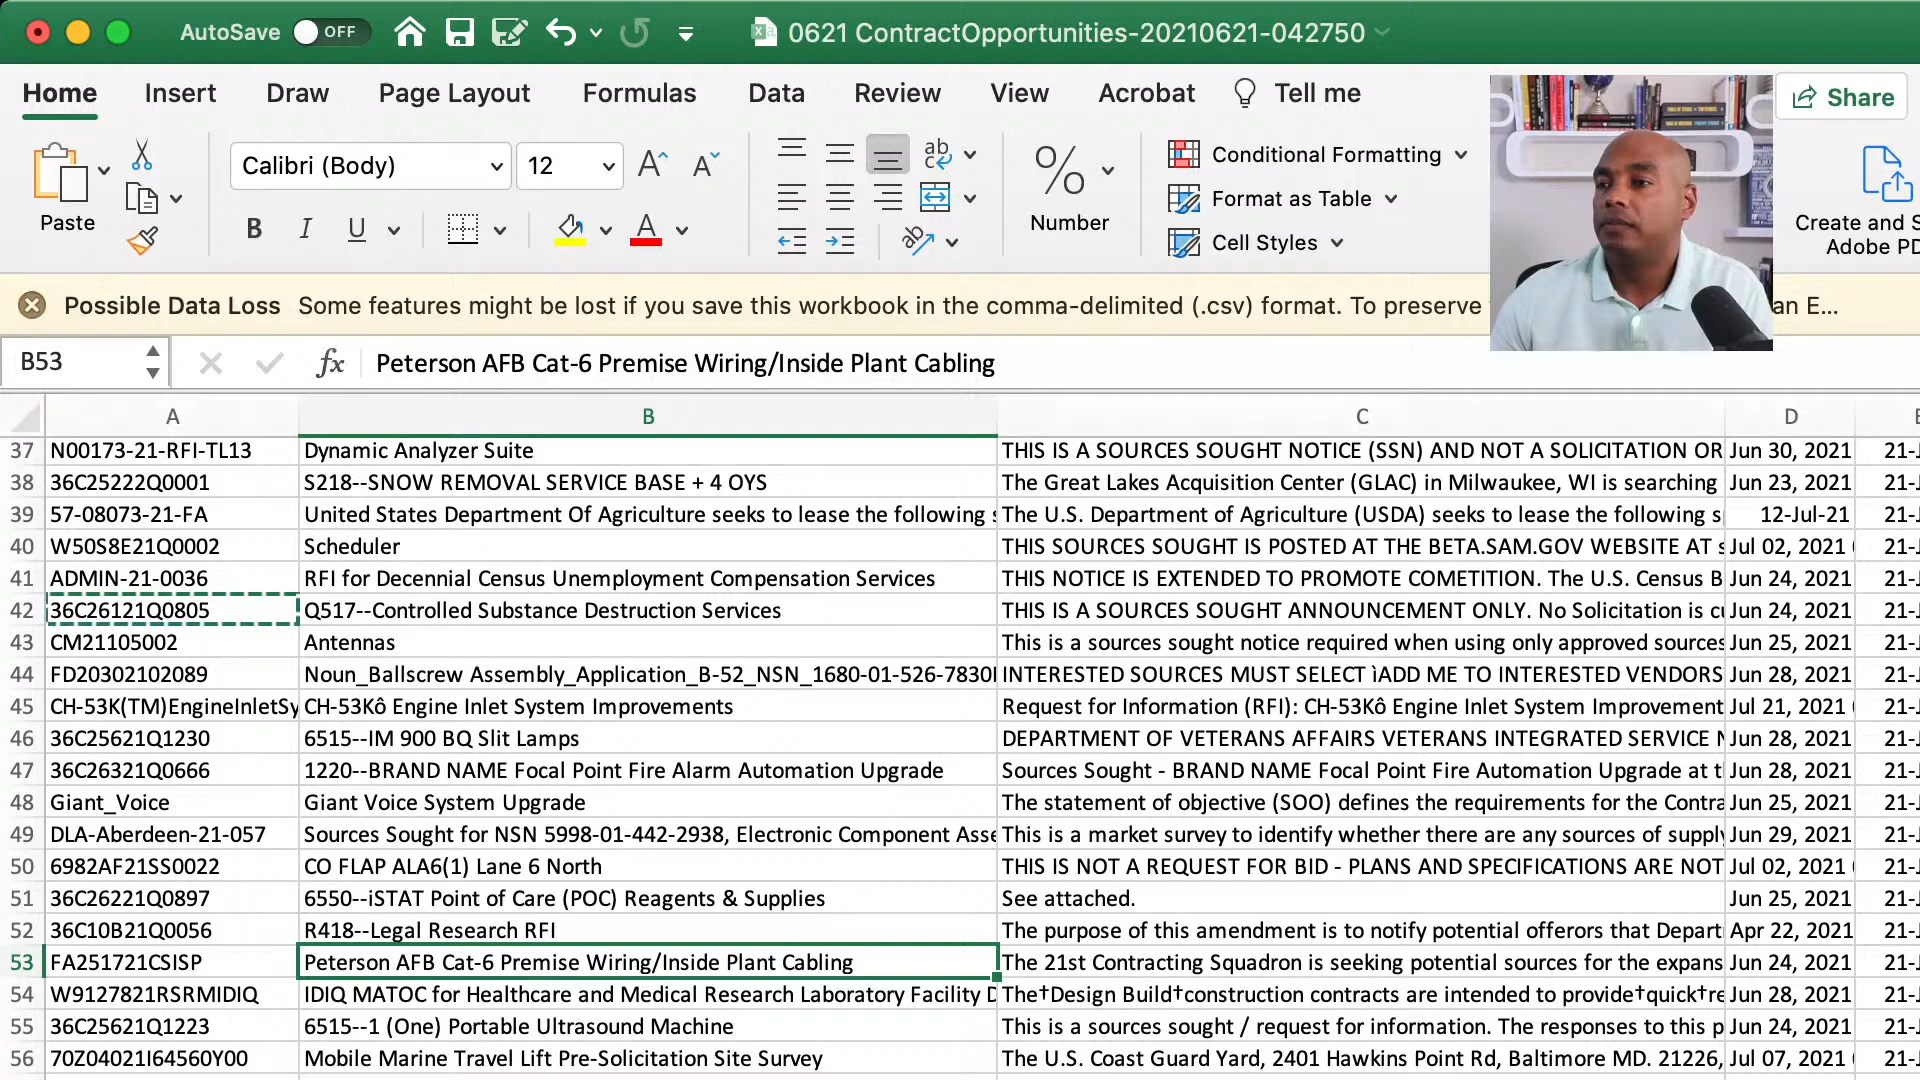 AutoSave OFF 0621 ContractOpportunities-20210621-042750
Home Insert Draw Page Layout Formulas Data Review View Acrobat Tell me Share
Paste Calibri (Body) 12 Number
Conditional Formatting
Format as Table
Cell Styles
Create and S
Adobe PD
Possible Data Loss Some features might be lost if you save this workbook in the comma-delimited (.csv) format. To preserve an E...
B53 fx Peterson AFB Cat-6 Premise Wiring/Inside Plant Cabling
A B C D
37 N00173-21-RFI-TL13 Dynamic Analyzer Suite THIS IS A SOURCES SOUGHT NOTICE (SSN) AND NOT A SOLICITATION OR Jun 30, 2021 21-J
38 36C25222Q0001 S218--SNOW REMOVAL SERVICE BASE + 4 OYS The Great Lakes Acquisition Center (GLAC) in Milwaukee, WI is searching Jun 23, 2021 21-J
39 57-08073-21-FA United States Department Of Agriculture seeks to lease the following s The U.S. Department of Agriculture (USDA) seeks to lease the following s 12-Jul-21 21-J
40 W50S8E21Q0002 Scheduler THIS SOURCES SOUGHT IS POSTED AT THE BETA.SAM.GOV WEBSITE AT s Jul 02, 2021 21-J
41 ADMIN-21-0036 RFI for Decennial Census Unemployment Compensation Services THIS NOTICE IS EXTENDED TO PROMOTE COMETITION. The U.S. Census B Jun 24, 2021 21-J
42 36C26121Q0805 Q517--Controlled Substance Destruction Services THIS IS A SOURCES SOUGHT ANNOUNCEMENT ONLY. No Solicitation is cu Jun 24, 2021 21-J
43 CM21105002 Antennas This is a sources sought notice required when using only approved sources Jun 25, 2021 21-J
44 FD20302102089 Noun_Ballscrew Assembly_Application_B-52_NSN_1680-01-526-7830 INTERESTED SOURCES MUST SELECT ìADD ME TO INTERESTED VENDORS Jun 28, 2021 21-J
45 CH-53K(TM)EngineInletSy CH-53Kô Engine Inlet System Improvements Request for Information (RFI): CH-53Kô Engine Inlet System Improvement Jul 21, 2021 21-J
46 36C25621Q1230 6515--IM 900 BQ Slit Lamps DEPARTMENT OF VETERANS AFFAIRS VETERANS INTEGRATED SERVICE N Jun 28, 2021 21-J
47 36C26321Q0666 1220--BRAND NAME Focal Point Fire Alarm Automation Upgrade Sources Sought - BRAND NAME Focal Point Fire Automation Upgrade at t Jun 28, 2021 21-J
48 Giant_Voice Giant Voice System Upgrade The statement of objective (SOO) defines the requirements for the Contra Jun 25, 2021 21-J
49 DLA-Aberdeen-21-057 Sources Sought for NSN 5998-01-442-2938, Electronic Component Asse This is a market survey to identify whether there are any sources of supply Jun 29, 2021 21-J
50 6982AF21SS0022 CO FLAP ALA6(1) Lane 6 North THIS IS NOT A REQUEST FOR BID - PLANS AND SPECIFICATIONS ARE NOT Jul 02, 2021 21-J
51 36C26221Q0897 6550--iSTAT Point of Care (POC) Reagents & Supplies See attached. Jun 25, 2021 21-J
52 36C10B21Q0056 R418--Legal Research RFI The purpose of this amendment is to notify potential offerors that Depart Apr 22, 2021 21-J
53 FA251721CSISP Peterson AFB Cat-6 Premise Wiring/Inside Plant Cabling The 21st Contracting Squadron is seeking potential sources for the expans Jun 24, 2021 21-J
54 W9127821RSRMIDIQ IDIQ MATOC for Healthcare and Medical Research Laboratory Facility D The†Design Build†construction contracts are intended to provide†quick†re Jun 28, 2021 21-J
55 36C25621Q1223 6515--1 (One) Portable Ultrasound Machine This is a sources sought / request for information. The responses to this p Jun 24, 2021 21-J
56 70Z04021I64560Y00 Mobile Marine Travel Lift Pre-Solicitation Site Survey The U.S. Coast Guard Yard, 2401 Hawkins Point Rd, Baltimore MD. 21226, Jul 07, 2021 21-J